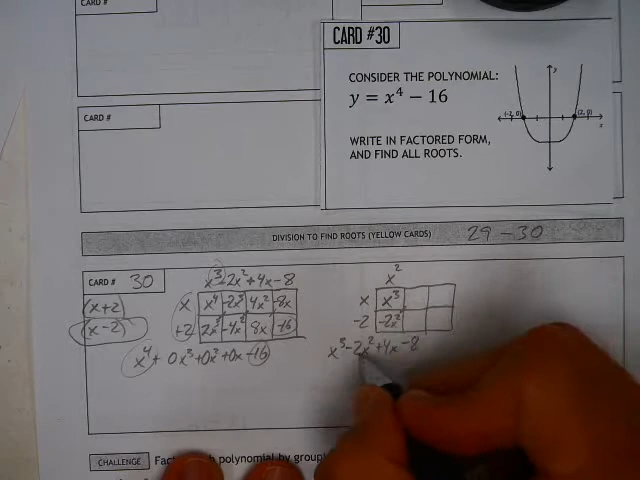 CARD #
CARD #30
CONSIDER THE POLYNOMIAL:
y = x⁴ − 16
WRITE IN FACTORED FORM,
AND FIND ALL ROOTS.
y
(-2, 0)
(2, 0)
x
CARD #
DIVISION TO FIND ROOTS (YELLOW CARDS) 29 - 30
CARD # 30
x³-2x²+4x-8
(x+2)
(x-2)
x x⁴ -2x³ 4x² -8x
+2 2x³ -4x² 8x -16
x⁴+ 0x³+0x²+0x-16
x²
x x³
-2 -2x²
x³-2x²+4x-8
CHALLENGE
polynomial by group